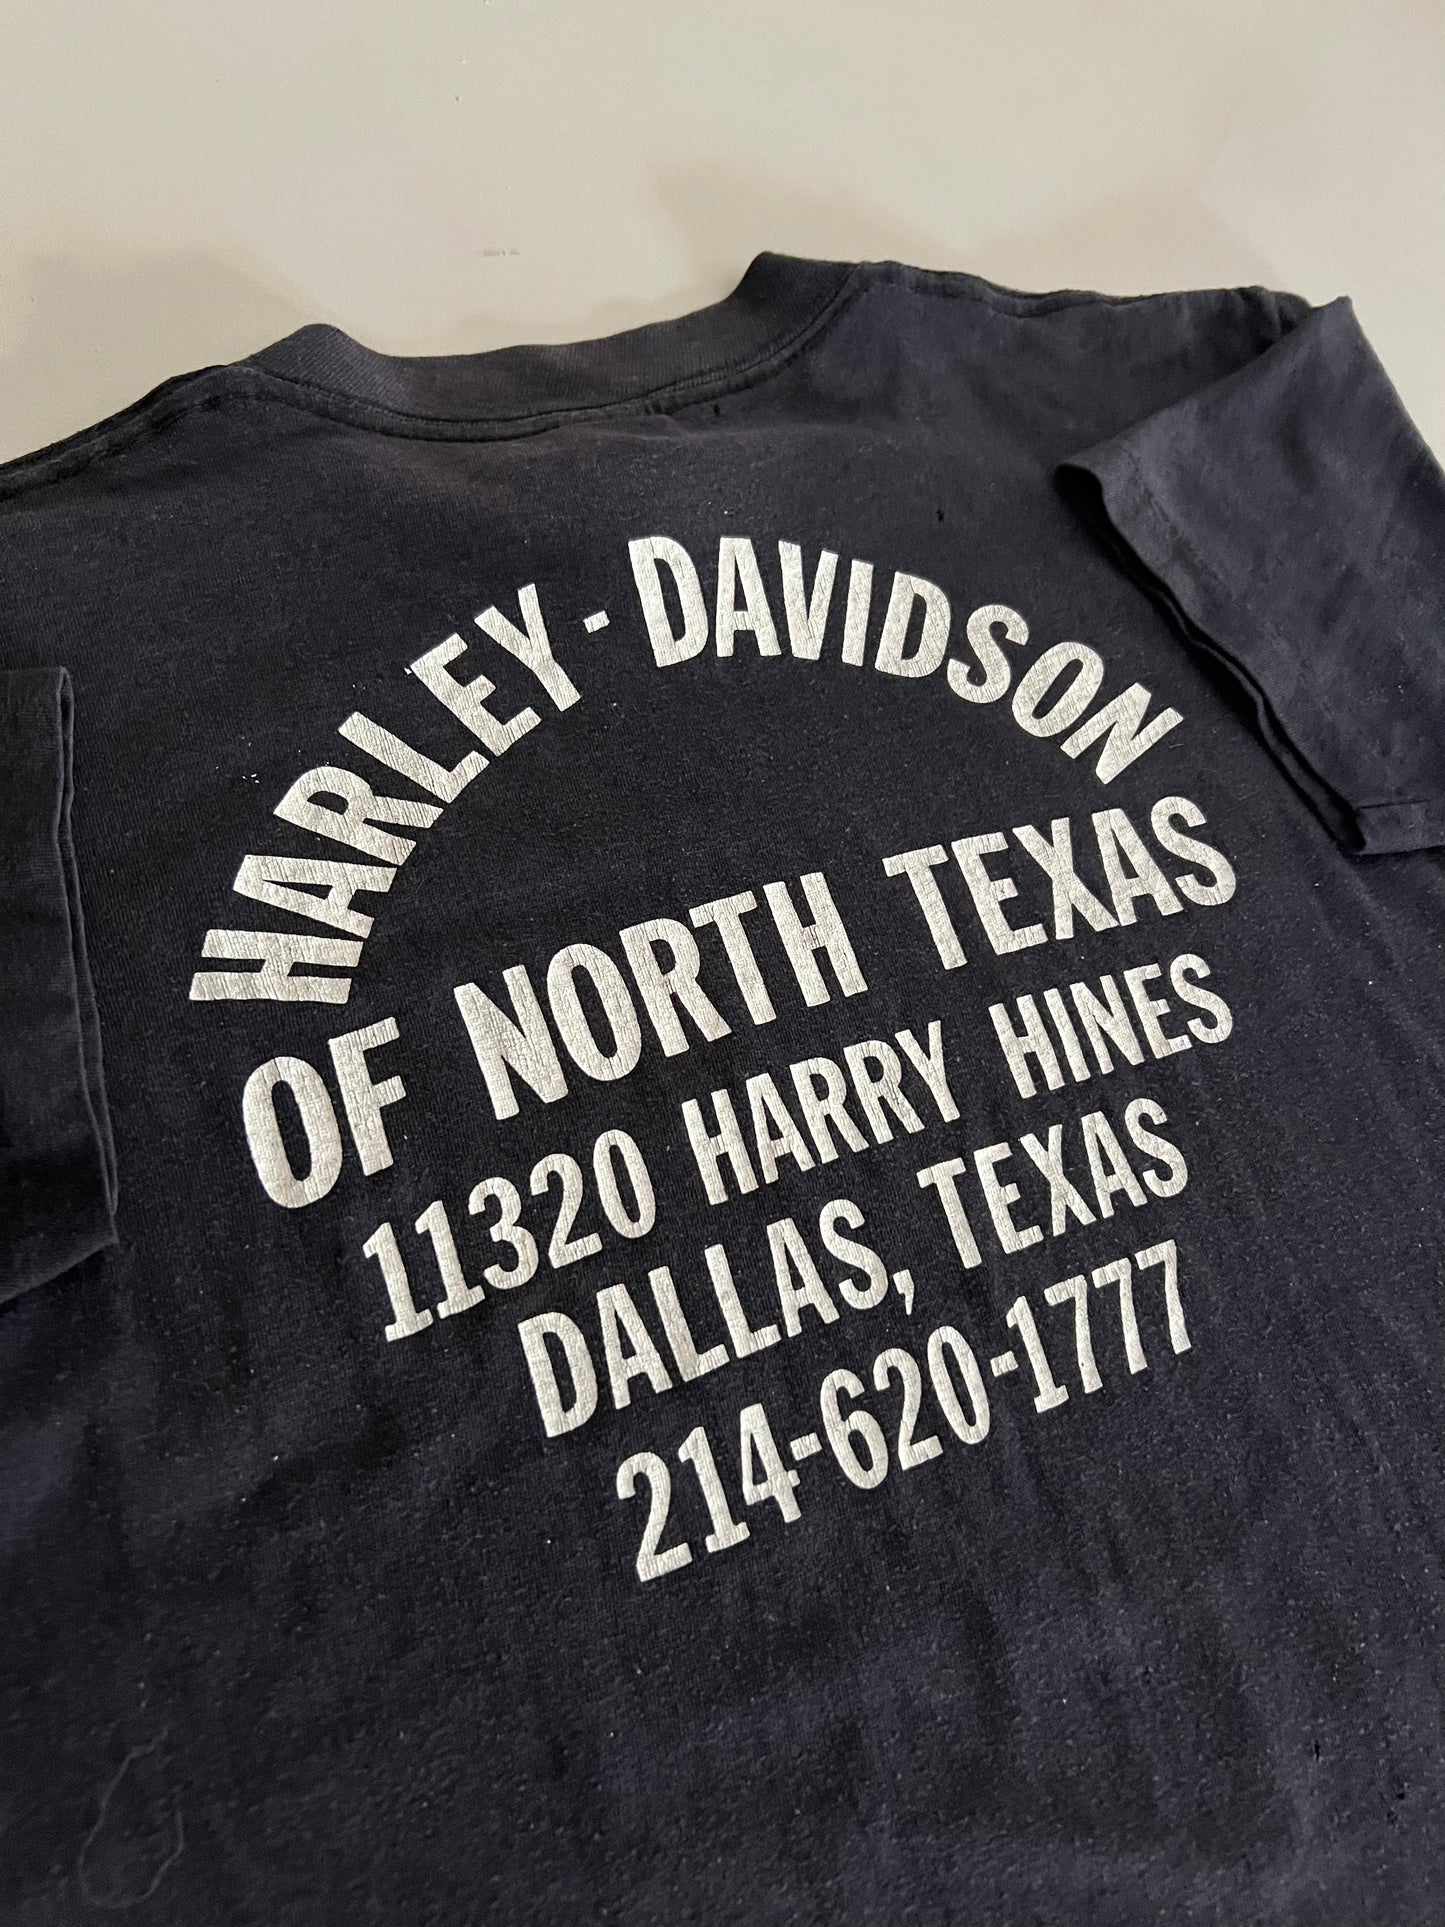 HARLEY - DAVIDSON
OF NORTH TEXAS
11320 HARRY HINES
DALLAS, TEXAS
214-620-1777